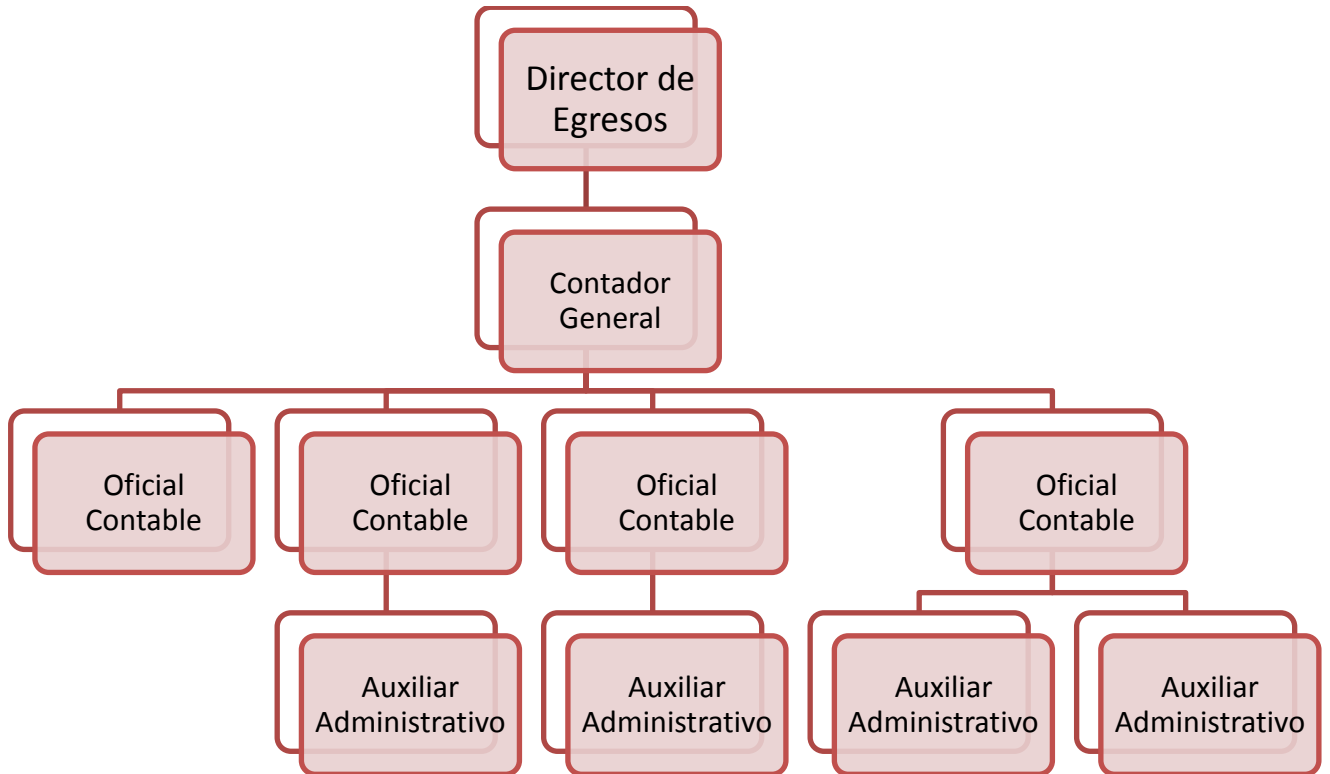 Director de
Egresos
Contador
General
Oficial
Contable
Oficial
Contable
Oficial
Contable
Oficial
Contable
Auxiliar
Administrativo
Auxiliar
Administrativo
Auxiliar
Administrativo
Auxiliar
Administrativo